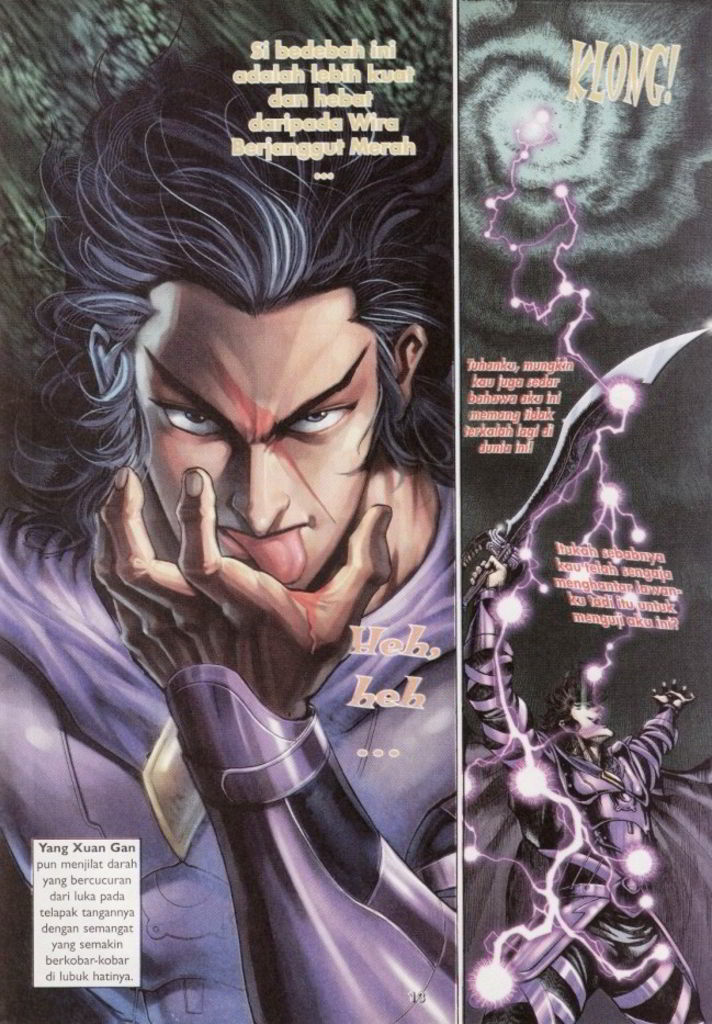 Si bedebah ini
adalah lebih kuat
dan hebat
daripada Wira
Berjanggut Merah
...
Heh,
heh
...
Yang Xuan Gan
pun menjilat darah
yang bercucuran
dari luka pada
telapak tangannya
dengan semangat
yang semakin
berkobar-kobar
di lubuk hatinya.
KLONG!
Tuhanku, mungkin
kau juga sedar
bahawa aku ini
memang tidak
terkalah lagi di
dunia ini!
Itukah sebabnya
kau telah sengaja
menghantar lawan-
ku tadi itu untuk
menguji aku ini?